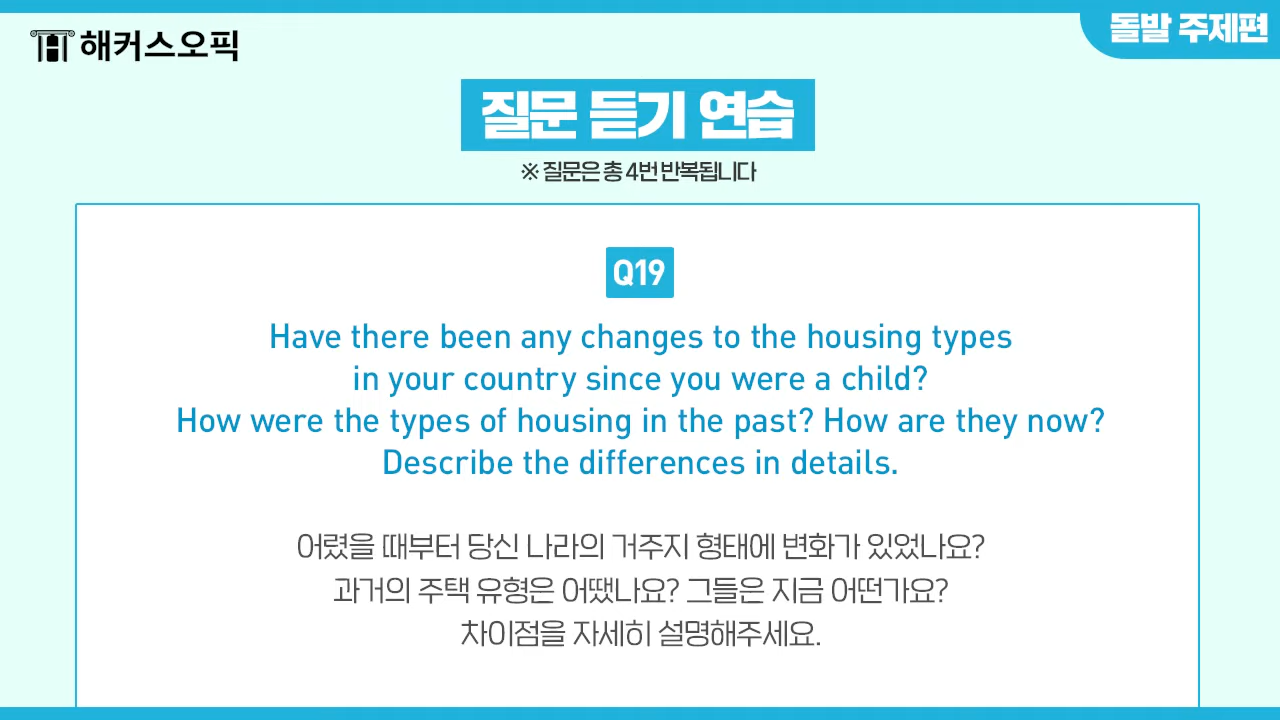 해커스오픽
돌발 주제편
질문 듣기 연습
※ 질문은 총 4번 반복됩니다
Q19
Have there been any changes to the housing types
in your country since you were a child?
How were the types of housing in the past? How are they now?
Describe the differences in details.
어렸을 때부터 당신 나라의 거주지 형태에 변화가 있었나요?
과거의 주택 유형은 어땠나요? 그들은 지금 어떤가요?
차이점을 자세히 설명해주세요.